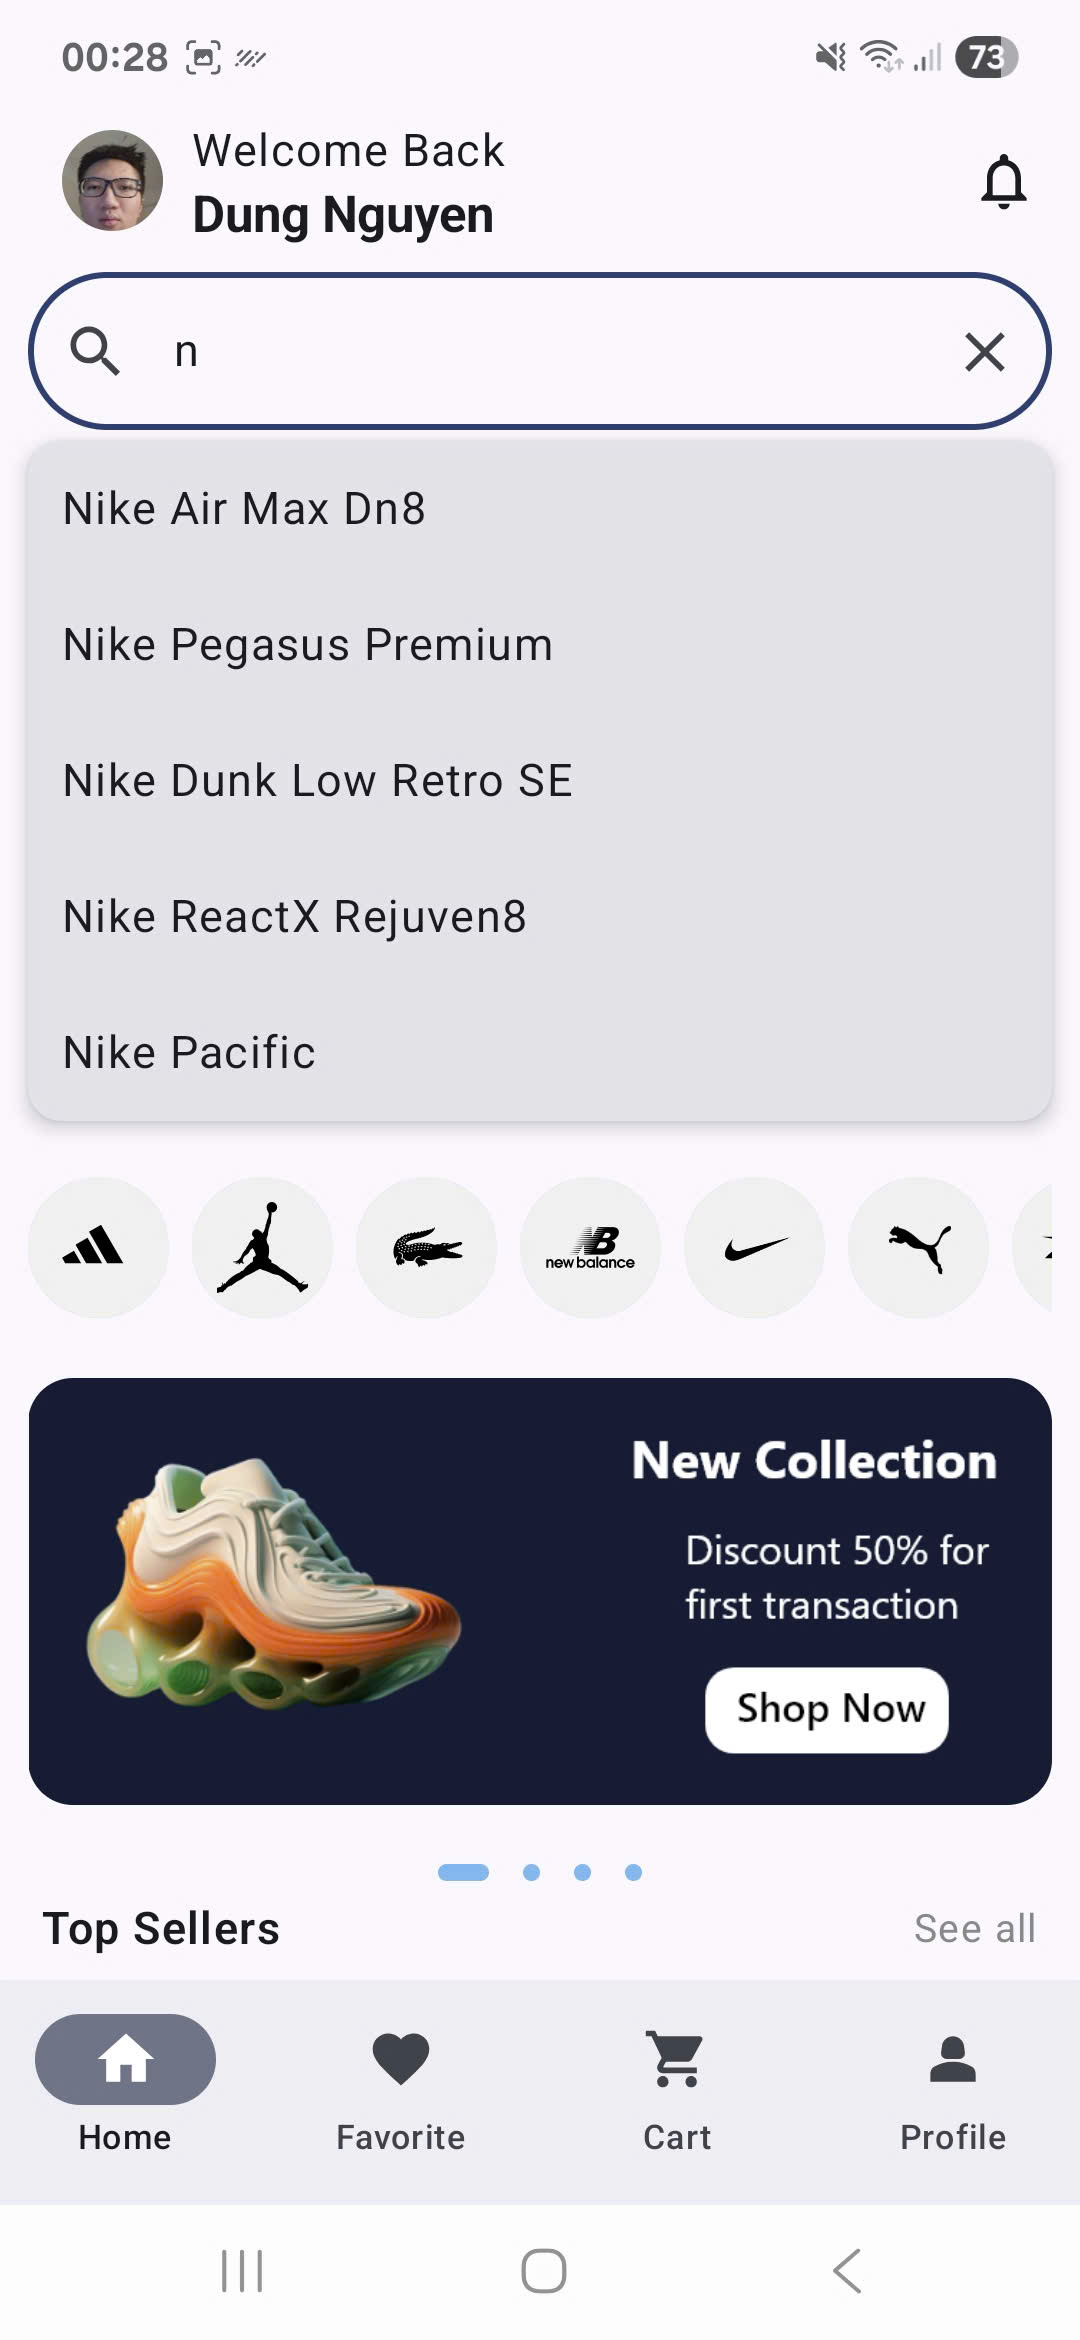 00:28
73
Welcome Back
Dung Nguyen
n
Nike Air Max Dn8
Nike Pegasus Premium
Nike Dunk Low Retro SE
Nike ReactX Rejuven8
Nike Pacific
new balance
New Collection
Discount 50% for
first transaction
Shop Now
Top Sellers
See all
Home
Favorite
Cart
Profile